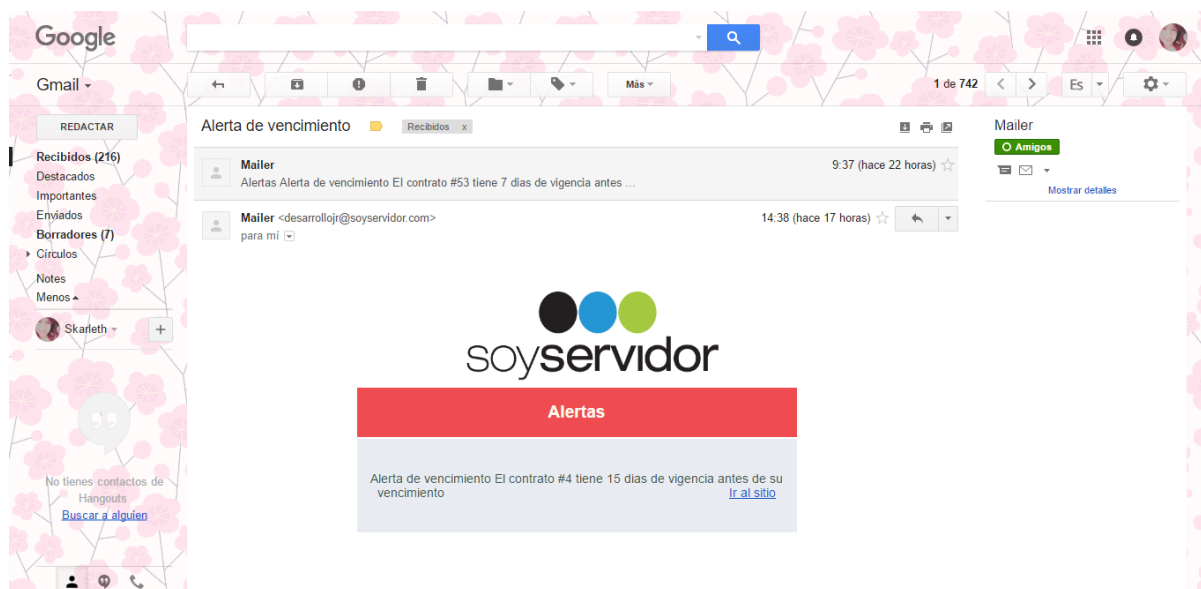 Google
Gmail
Más
1 de 742
Es
REDACTAR
Recibidos (216)
Destacados
Importantes
Enviados
Borradores (7)
Círculos
Notes
Menos
Skarleth
No tienes contactos de
Hangouts
Buscar a alguien
Alerta de vencimiento
Recibidos x
Mailer
9:37 (hace 22 horas)
Alertas Alerta de vencimiento El contrato #53 tiene 7 dias de vigencia antes ...
Mailer <desarrollojr@soyservidor.com>
14:38 (hace 17 horas)
para mí
soyservidor
Alertas
Alerta de vencimiento El contrato #4 tiene 15 dias de vigencia antes de su
vencimiento
Ir al sitio
Mailer
Amigos
Mostrar detalles